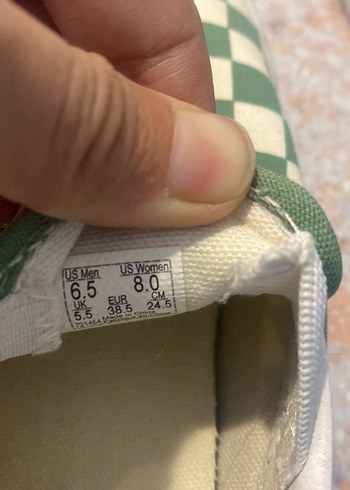 US Men US Women
6.5 8.0
UK EUR CM
5.5 38.5 24.5
Made in China